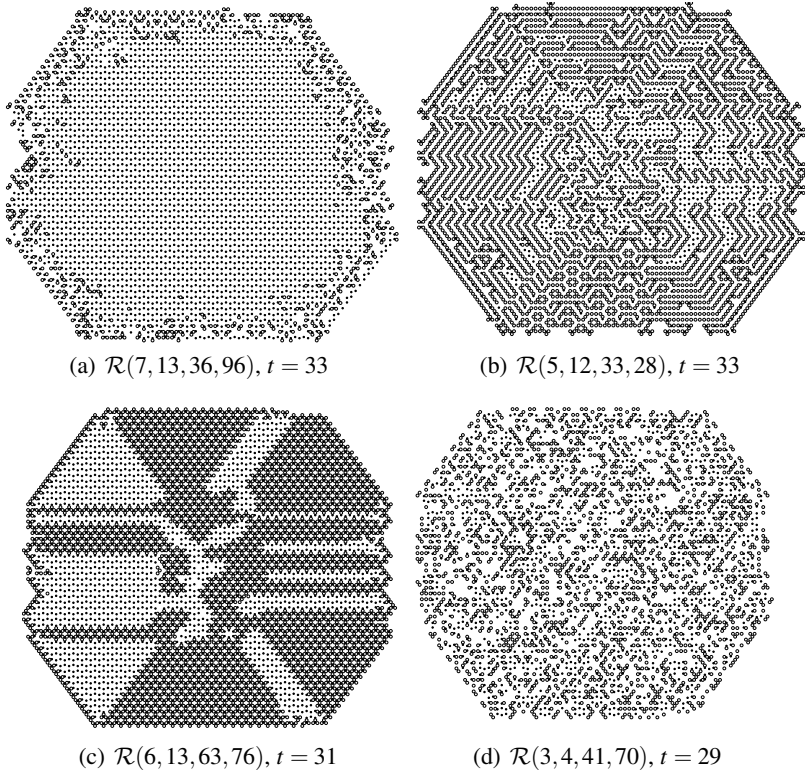 (a) R(7,13,36,96), t = 33
(b) R(5,12,33,28), t = 33
(c) R(6,13,63,76), t = 31
(d) R(3,4,41,70), t = 29